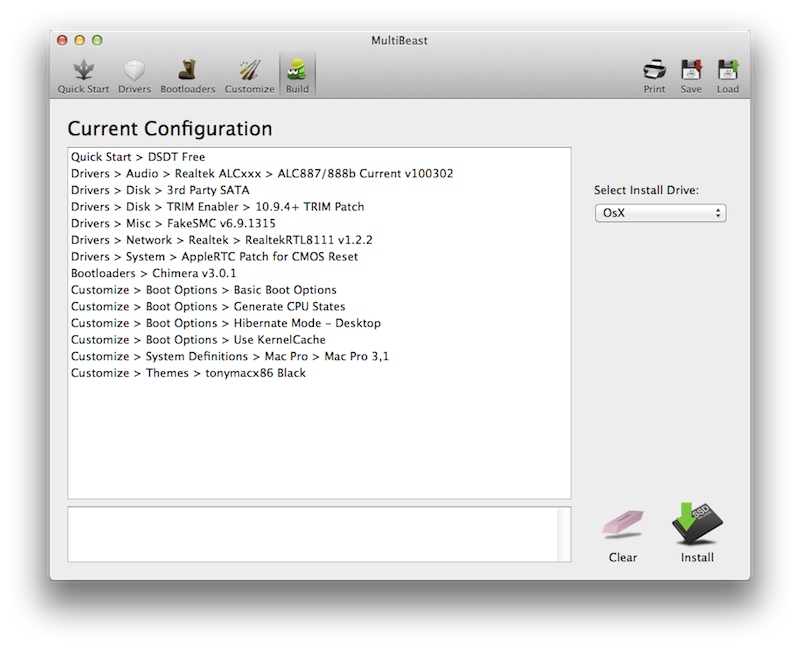 MultiBeast
Quick Start Drivers Bootloaders Customize Build Print Save Load
Current Configuration
Quick Start > DSDT Free
Drivers > Audio > Realtek ALCxxx > ALC887/888b Current v100302
Drivers > Disk > 3rd Party SATA
Drivers > Disk > TRIM Enabler > 10.9.4+ TRIM Patch
Drivers > Misc > FakeSMC v6.9.1315
Drivers > Network > Realtek > RealtekRTL8111 v1.2.2
Drivers > System > AppleRTC Patch for CMOS Reset
Bootloaders > Chimera v3.0.1
Customize > Boot Options > Basic Boot Options
Customize > Boot Options > Generate CPU States
Customize > Boot Options > Hibernate Mode – Desktop
Customize > Boot Options > Use KernelCache
Customize > System Definitions > Mac Pro > Mac Pro 3,1
Customize > Themes > tonymacx86 Black
Select Install Drive:
OsX
SSD
Clear Install